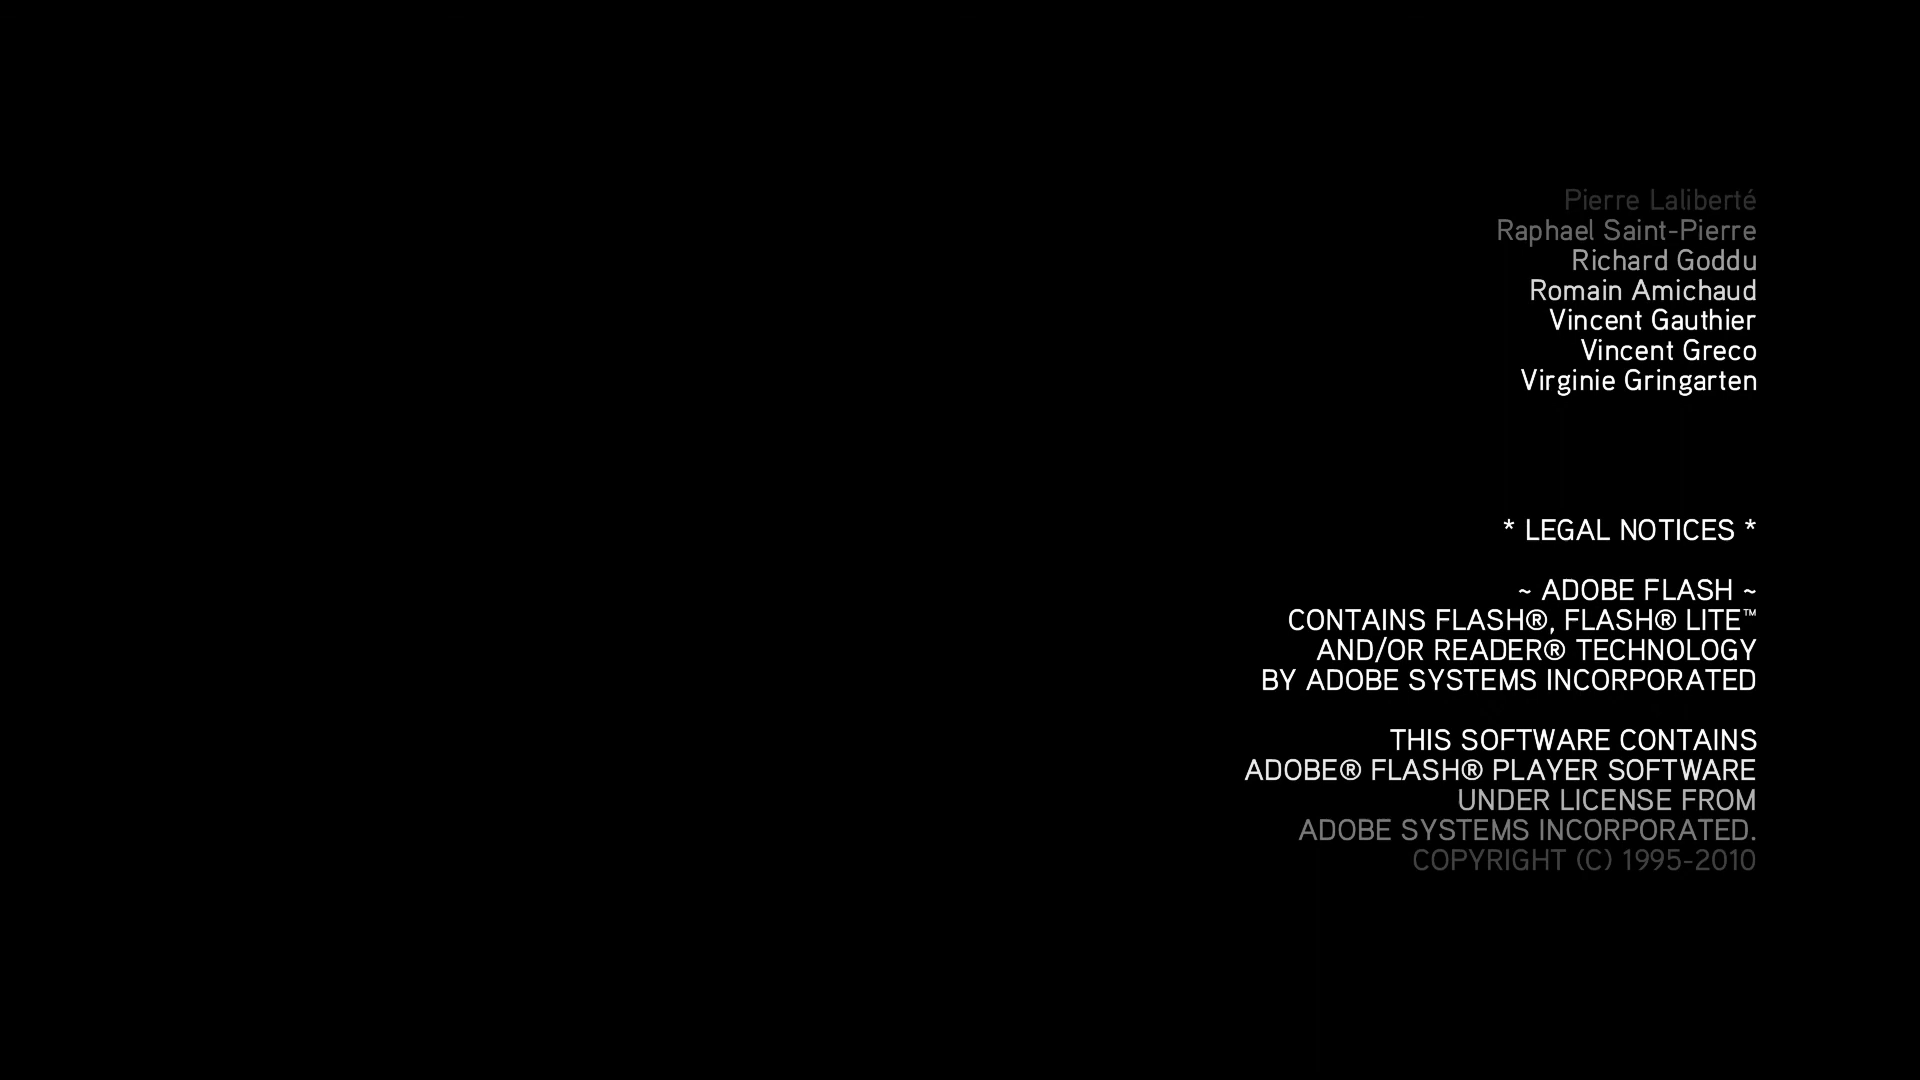 Pierre Laliberté
Raphael Saint-Pierre
Richard Goddu
Romain Amichaud
Vincent Gauthier
Vincent Greco
Virginie Gringarten
* LEGAL NOTICES *
~ ADOBE FLASH ~
CONTAINS FLASH®, FLASH® LITE™
AND/OR READER® TECHNOLOGY
BY ADOBE SYSTEMS INCORPORATED
THIS SOFTWARE CONTAINS
ADOBE® FLASH® PLAYER SOFTWARE
UNDER LICENSE FROM
ADOBE SYSTEMS INCORPORATED.
COPYRIGHT (C) 1995-2010